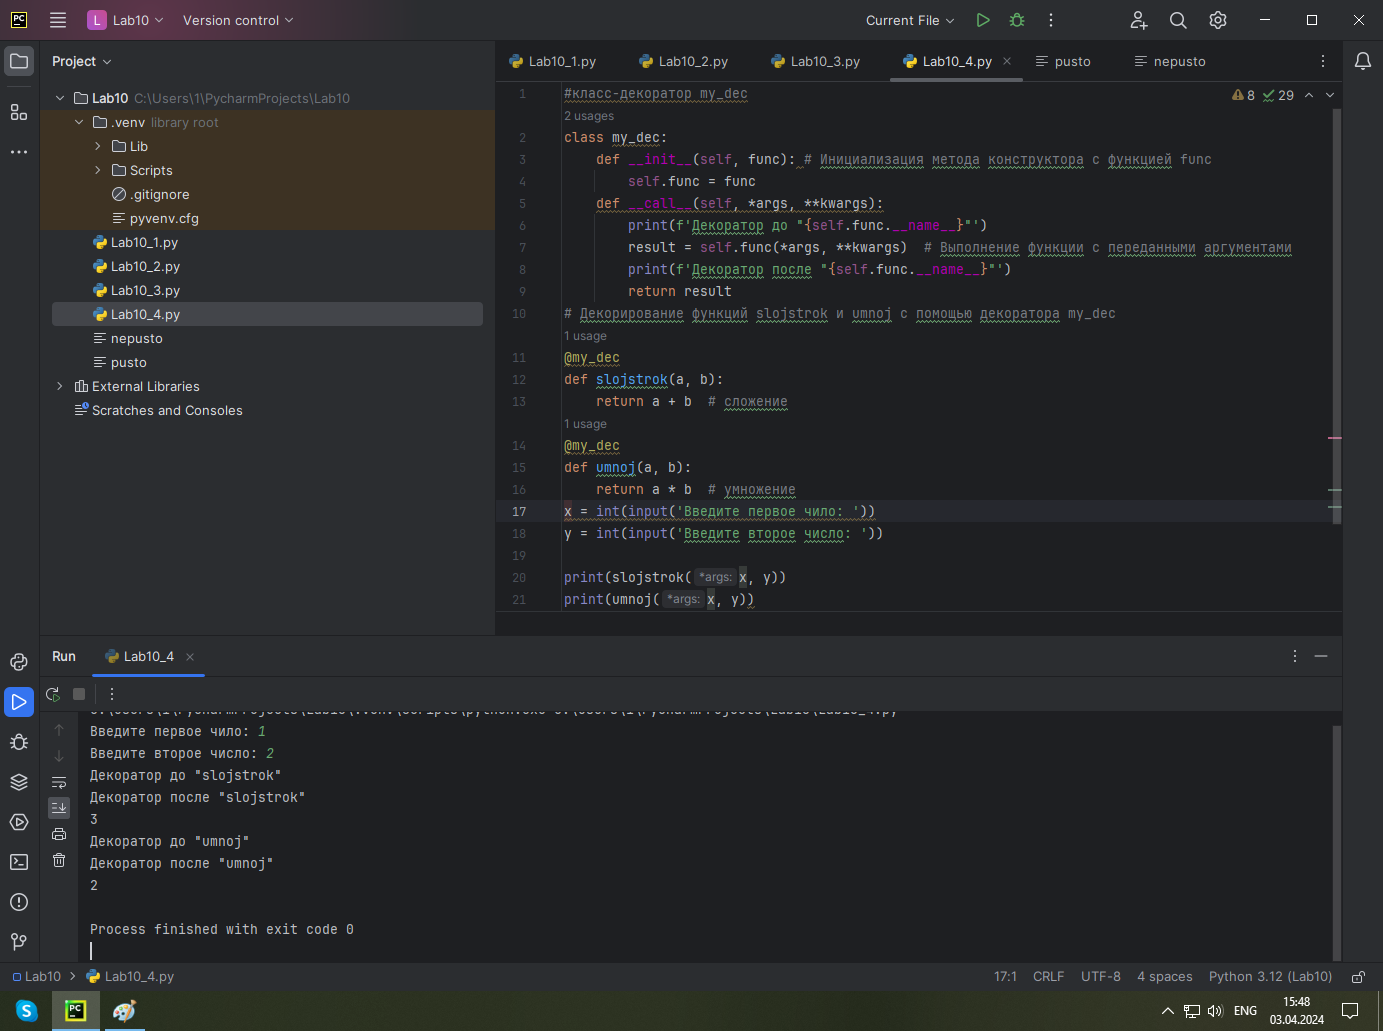 PC L Lab10 Version control Current File
Project
Lab10 C:\Users\1\PycharmProjects\Lab10
.venv library root
Lib
Scripts
.gitignore
pyvenv.cfg
Lab10_1.py
Lab10_2.py
Lab10_3.py
Lab10_4.py
nepusto
pusto
External Libraries
Scratches and Consoles
Lab10_1.py Lab10_2.py Lab10_3.py Lab10_4.py pusto nepusto
8 29
1 #класс-декоратор my_dec
2 usages
2 class my_dec:
3 def __init__(self, func): # Инициализация метода конструктора с функцией func
4 self.func = func
5 def __call__(self, *args, **kwargs):
6 print(f'Декоратор до "{self.func.__name__}"')
7 result = self.func(*args, **kwargs) # Выполнение функции с переданными аргументами
8 print(f'Декоратор после "{self.func.__name__}"')
9 return result
10 # Декорирование функций slojstrok и umnoj с помощью декоратора my_dec
1 usage
11 @my_dec
12 def slojstrok(a, b):
13 return a + b # сложение
1 usage
14 @my_dec
15 def umnoj(a, b):
16 return a * b # умножение
17 x = int(input('Введите первое чило: '))
18 y = int(input('Введите второе число: '))
19
20 print(slojstrok( *args: x, y))
21 print(umnoj( *args: x, y))
Run Lab10_4
Введите первое чило: 1
Введите второе число: 2
Декоратор до "slojstrok"
Декоратор после "slojstrok"
3
Декоратор до "umnoj"
Декоратор после "umnoj"
2
Process finished with exit code 0
Lab10 Lab10_4.py 17:1 CRLF UTF-8 4 spaces Python 3.12 (Lab10)
S PC ENG 15:48
03.04.2024